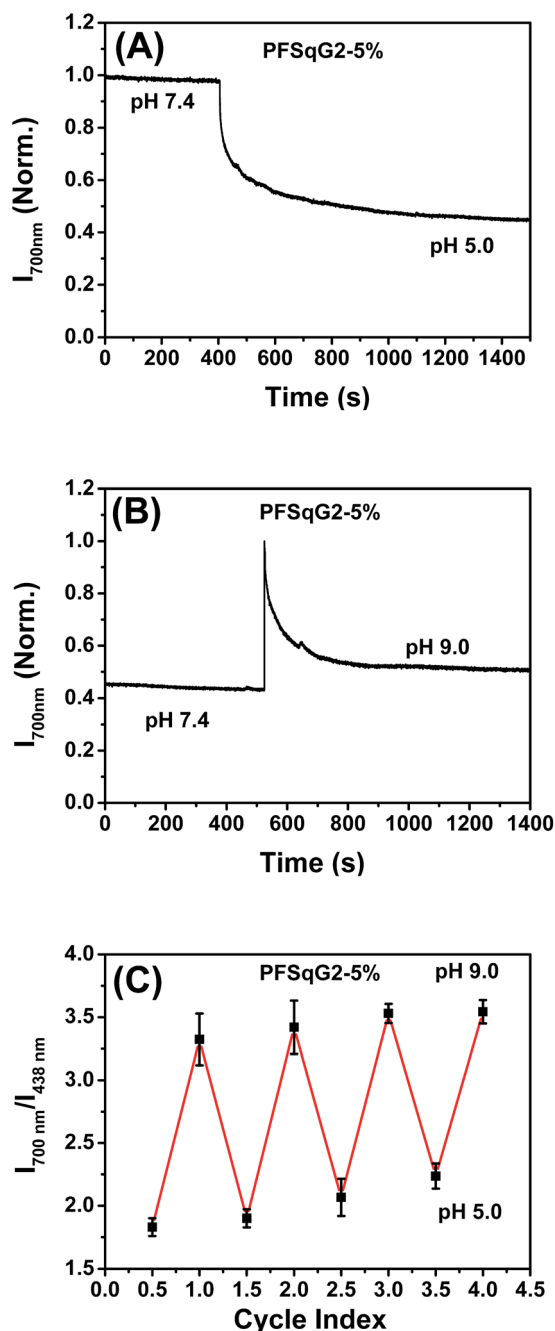 (A)
PFSqG2-5%
1.2
1.0
0.8
0.6
0.4
0.2
0.0
pH 7.4
pH 5.0
I700nm (Norm.)
0 200 400 600 800 1000 1200 1400
Time (s)
(B)
PFSqG2-5%
1.2
1.0
0.8
0.6
0.4
0.2
0.0
pH 9.0
pH 7.4
I700nm (Norm.)
0 200 400 600 800 1000 1200 1400
Time (s)
(C)
PFSqG2-5%
pH 9.0
4.0
3.5
3.0
2.5
2.0
1.5
pH 5.0
I700 nm/I438 nm
0.0 0.5 1.0 1.5 2.0 2.5 3.0 3.5 4.0 4.5
Cycle Index